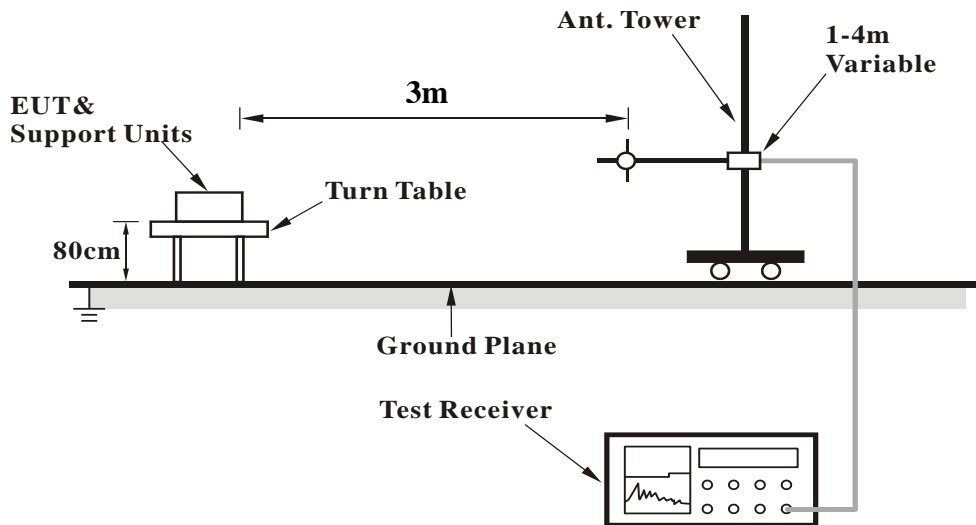 Ant. Tower
1-4m
Variable
3m
EUT&
Support Units
Turn Table
80cm
Ground Plane
Test Receiver